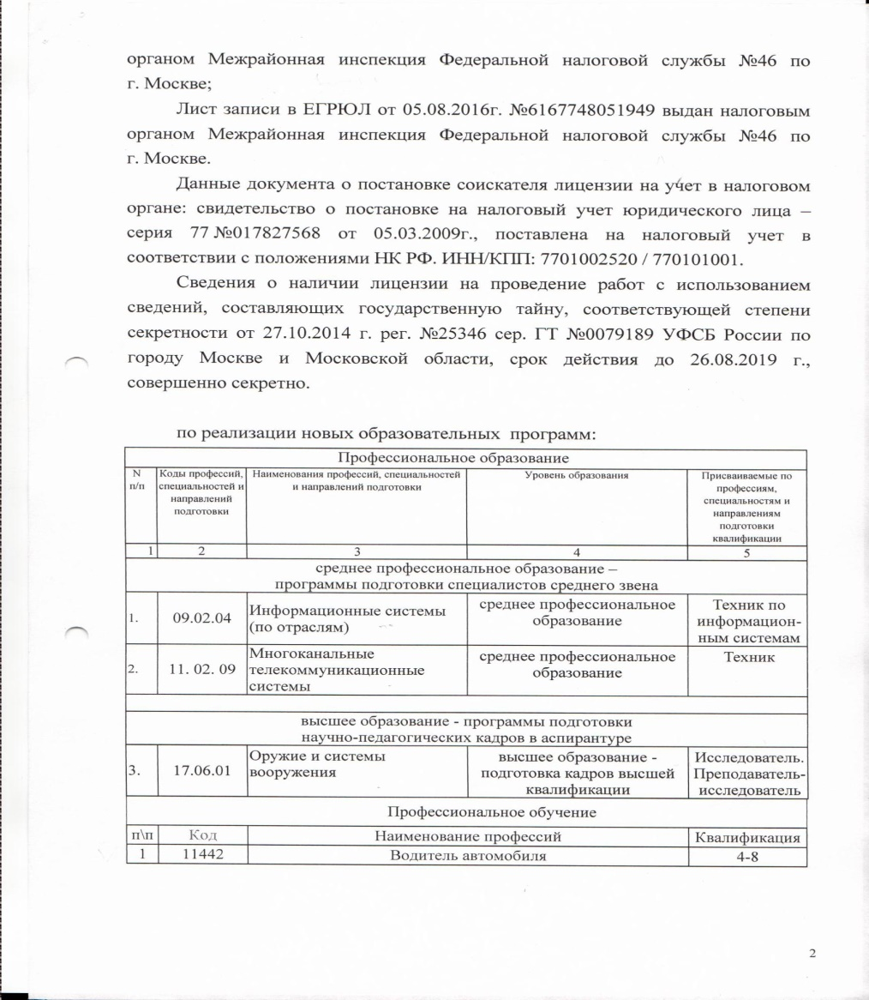 органом Межрайонная инспекция Федеральной налоговой службы №46 по
г. Москве;
Лист записи в ЕГРЮЛ от 05.08.2016г. №6167748051949 выдан налоговым
органом Межрайонная инспекция Федеральной налоговой службы №46 по
г. Москве.
Данные документа о постановке соискателя лицензии на учет в налоговом
органе: свидетельство о постановке на налоговый учет юридического лица –
серия 77 №017827568 от 05.03.2009г., поставлена на налоговый учет в
соответствии с положениями НК РФ. ИНН/КПП: 7701002520 / 770101001.
Сведения о наличии лицензии на проведение работ с использованием
сведений, составляющих государственную тайну, соответствующей степени
секретности от 27.10.2014 г. рег. №25346 сер. ГТ №0079189 УФСБ России по
городу Москве и Московской области, срок действия до 26.08.2019 г.,
совершенно секретно.
по реализации новых образовательных программ:
Профессиональное образование
N п/п
Коды профессий, специальностей и направлений подготовки
Наименования профессий, специальностей и направлений подготовки
Уровень образования
Присваиваемые по профессиям, специальностям и направлениям подготовки квалификации
1 2 3 4 5
среднее профессиональное образование –
программы подготовки специалистов среднего звена
1. 09.02.04 Информационные системы (по отраслям) среднее профессиональное образование Техник по информацион-ным системам
2. 11. 02. 09 Многоканальные телекоммуникационные системы среднее профессиональное образование Техник
высшее образование - программы подготовки
научно-педагогических кадров в аспирантуре
3. 17.06.01 Оружие и системы вооружения высшее образование - подготовка кадров высшей квалификации Исследователь. Преподаватель-исследователь
Профессиональное обучение
п\п Код Наименование профессий Квалификация
1 11442 Водитель автомобиля 4-8
2